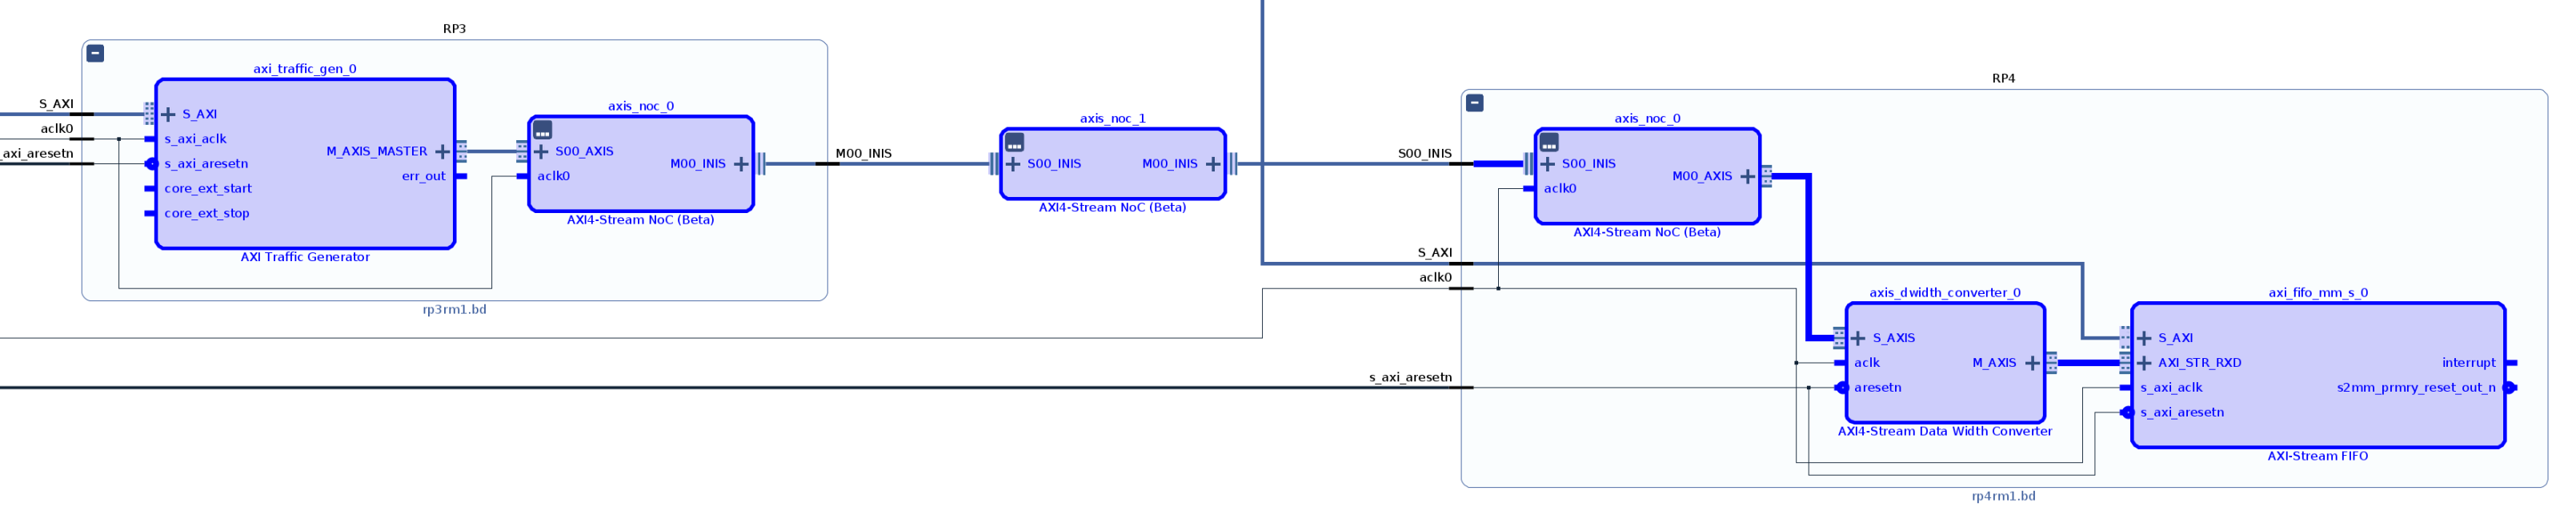 RP3
axi_traffic_gen_0
S_AXI
aclk0
_axi_aresetn
S_AXI
s_axi_aclk
s_axi_aresetn
core_ext_start
core_ext_stop
M_AXIS_MASTER
err_out
AXI Traffic Generator
axis_noc_0
S00_AXIS
aclk0
M00_INIS
AXI4-Stream NoC (Beta)
rp3rm1.bd
M00_INIS
axis_noc_1
S00_INIS
M00_INIS
AXI4-Stream NoC (Beta)
RP4
S00_INIS
S_AXI
aclk0
s_axi_aresetn
axis_noc_0
S00_INIS
aclk0
M00_AXIS
AXI4-Stream NoC (Beta)
axis_dwidth_converter_0
S_AXIS
aclk
aresetn
M_AXIS
AXI4-Stream Data Width Converter
axi_fifo_mm_s_0
S_AXI
AXI_STR_RXD
s_axi_aclk
s_axi_aresetn
interrupt
s2mm_prmry_reset_out_n
AXI-Stream FIFO
rp4rm1.bd